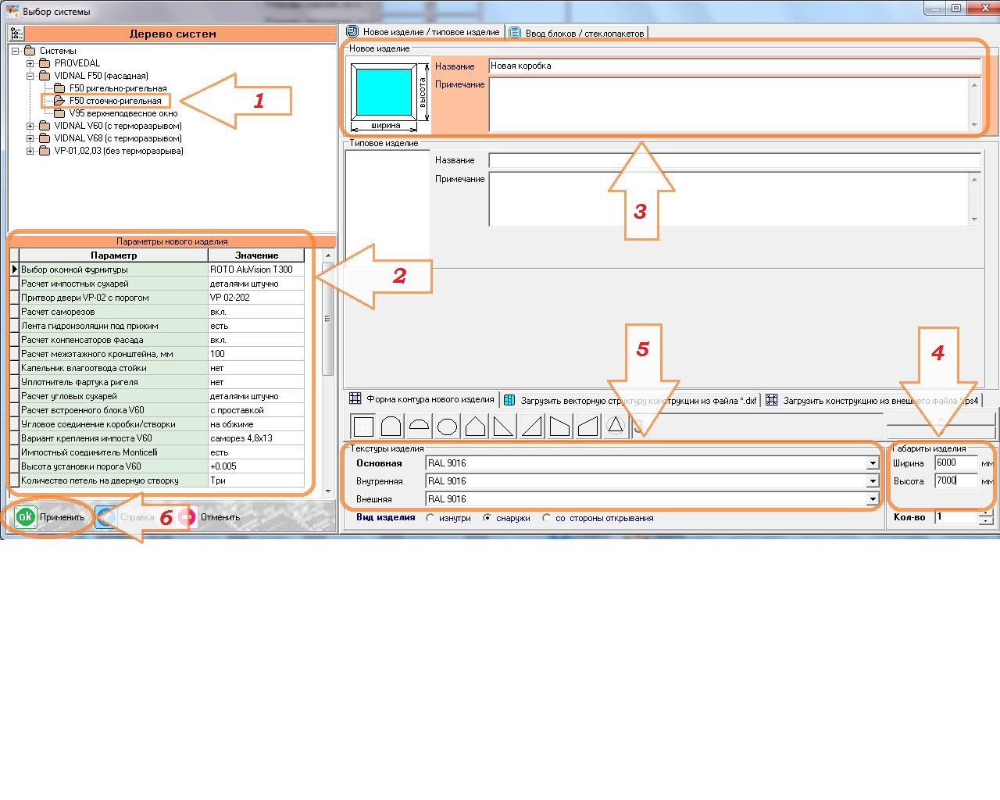 Выбор системы
Дерево систем
Системы
PROVEDAL
VIDNAL F50 (фасадная)
F50 ригельно-ригельная
F50 стоечно-ригельная
V95 верхнеподвесное окно
VIDNAL V60 (с терморазрывом)
VIDNAL V68 (с терморазрывом)
VP-01,02,03 (без терморазрыва)
1
Параметры нового изделия
Параметр Значение
Выбор оконной фурнитуры ROTO AluVision T300
Расчет импостных сухарей деталями штучно
Притвор двери VP-02 с порогом VP 02-202
Расчет саморезов вкл.
Лента гидроизоляции под прижим есть
Расчет компенсаторов фасада вкл.
Расчет межэтажного кронштейна, мм 100
Капельник влагоотвода стойки нет
Уплотнитель фартука ригеля нет
Расчет угловых сухарей деталями штучно
Расчет встроенного блока V60 с проставкой
Угловое соединение коробки/створки на обжиме
Вариант крепления импоста V60 саморез 4,8x13
Импостный соединитель Monticelli есть
Высота установки порога V60 +0.005
Количество петель на дверную створку Три
2
ok Применить Справка 6 Отменить
Новое изделие / типовое изделие Ввод блоков / стеклопакетов
Новое изделие
высота
ширина
Название Новая коробка
Примечание
Типовое изделие
Название
Примечание
3
5
4
Форма контура нового изделия Загрузить векторную структуру конструкции из файла *.dxf Загрузить конструкцию из внешнего файла *.ps4
3
Текстуры изделия
Основная RAL 9016
Внутренняя RAL 9016
Внешняя RAL 9016
Вид изделия изнутри снаружи со стороны открывания
Габариты изделия
Ширина 6000 мм
Высота 7000 мм
Кол-во 1